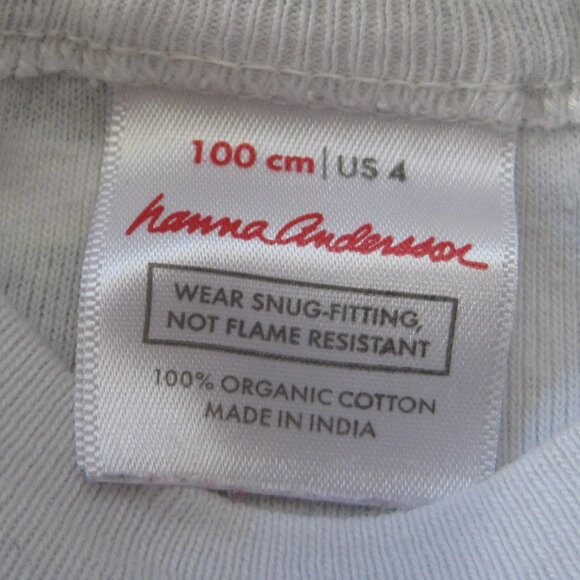 100 cm | US 4
hanna andersson
WEAR SNUG-FITTING,
NOT FLAME RESISTANT
100% ORGANIC COTTON
MADE IN INDIA